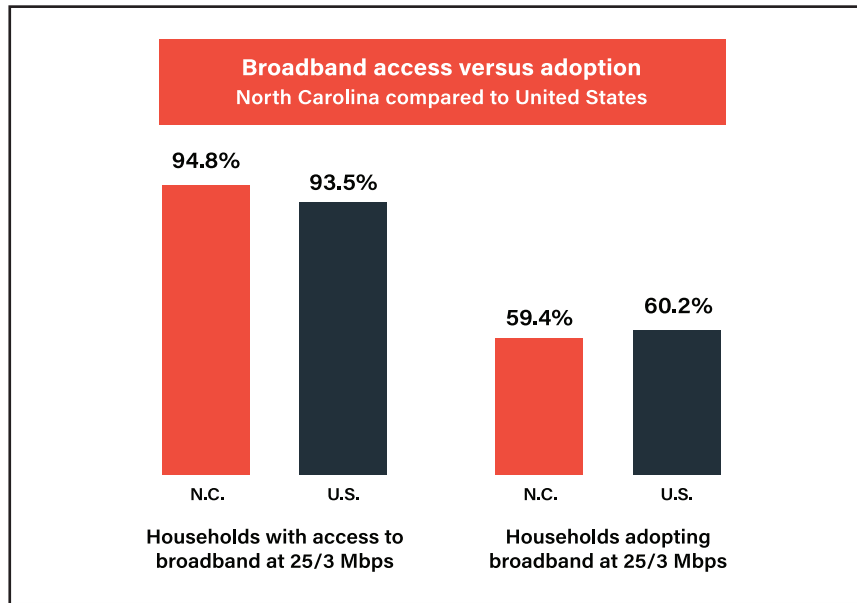 Broadband access versus adoption
North Carolina compared to United States
94.8%
93.5%
59.4%
60.2%
N.C.
U.S.
N.C.
U.S.
Households with access to
broadband at 25/3 Mbps
Households adopting
broadband at 25/3 Mbps